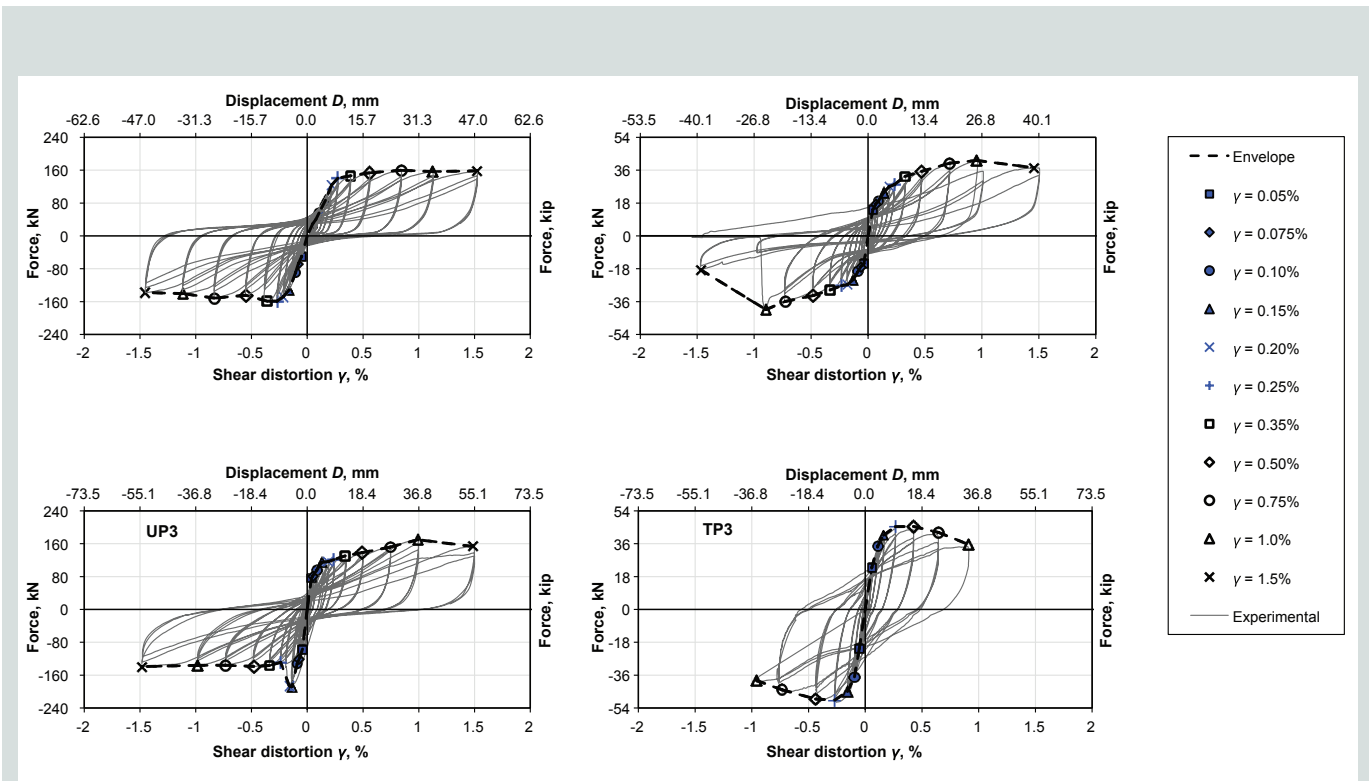 Displacement D, mm
-62.6 -47.0 -31.3 -15.7 0.0 15.7 31.3 47.0 62.6
240
160
80
0
-80
-160
-240
Force, kN
Force, kip
-2 -1.5 -1 -0.5 0 0.5 1 1.5 2
Shear distortion γ, %
Displacement D, mm
-53.5 -40.1 -26.8 -13.4 0.0 13.4 26.8 40.1
54
36
18
0
-18
-36
-54
Force, kN
Force, kip
-2 -1.5 -1 -0.5 0 0.5 1 1.5 2
Shear distortion γ, %
Envelope
γ = 0.05%
γ = 0.075%
γ = 0.10%
γ = 0.15%
γ = 0.20%
γ = 0.25%
γ = 0.35%
γ = 0.50%
γ = 0.75%
γ = 1.0%
γ = 1.5%
Experimental
Displacement D, mm
-73.5 -55.1 -36.8 -18.4 0.0 18.4 36.8 55.1 73.5
240
160
80
0
-80
-160
-240
UP3
Force, kN
Force, kip
-2 -1.5 -1 -0.5 0 0.5 1 1.5 2
Shear distortion γ, %
Displacement D, mm
-73.5 -55.1 -36.8 -18.4 0.0 18.4 36.8 55.1 73.5
54
36
18
0
-18
-36
-54
TP3
Force, kN
Force, kip
-2 -1.5 -1 -0.5 0 0.5 1 1.5 2
Shear distortion γ, %